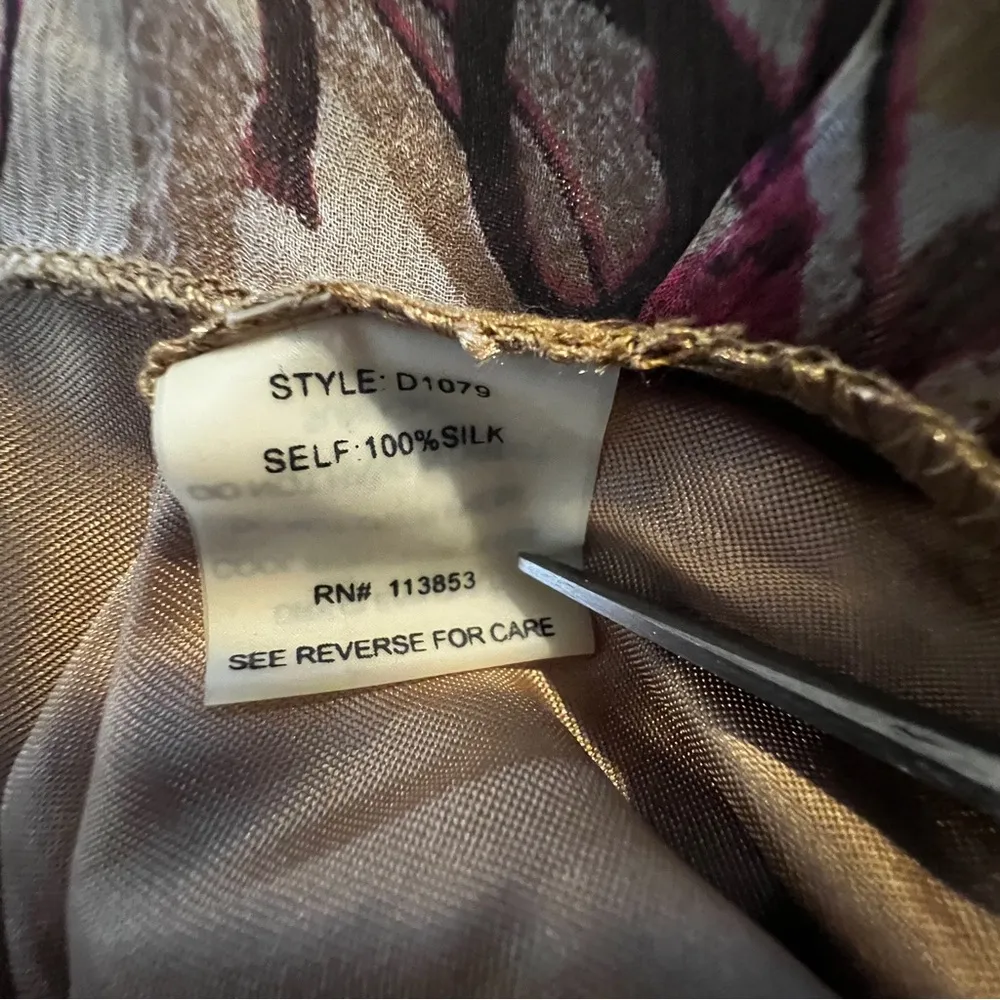 STYLE: D1079
SELF:100%SILK
RN# 113853
SEE REVERSE FOR CARE